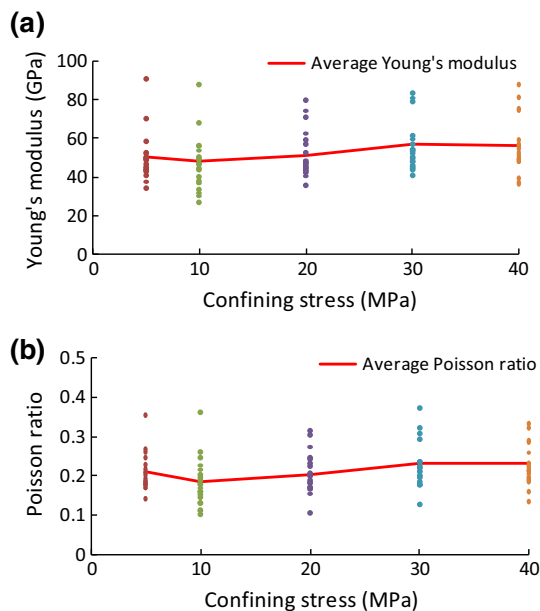 (a)
Average Young's modulus
Young's modulus (GPa)
100
80
60
40
20
0
0 10 20 30 40
Confining stress (MPa)
(b)
Average Poisson ratio
Poisson ratio
0.5
0.4
0.3
0.2
0.1
0
0 10 20 30 40
Confining stress (MPa)